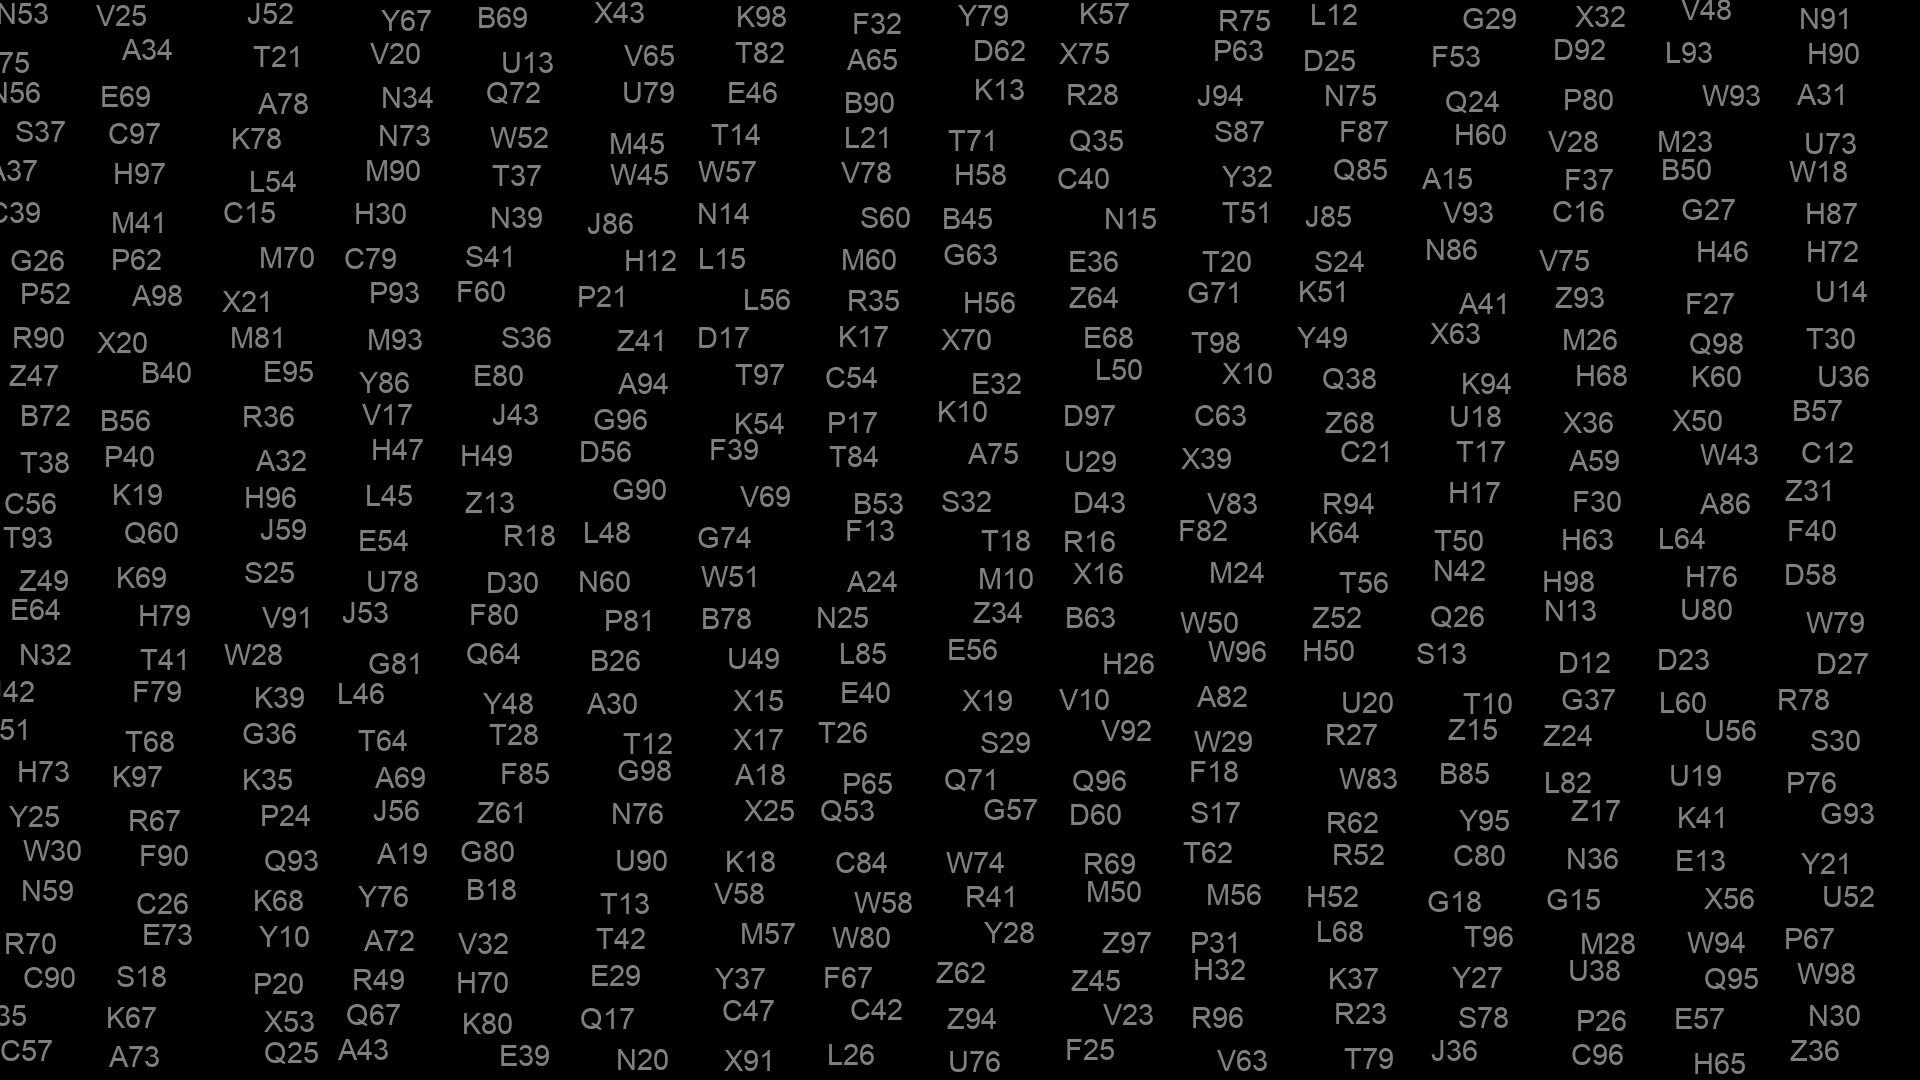 N53 V25 J52 Y67 B69 X43 K98 F32 Y79 K57 R75 L12 G29 X32 V48 N91
75 A34 T21 V20 U13 V65 T82 A65 D62 X75 P63 D25 F53 D92 L93 H90
N56 E69 A78 N34 Q72 U79 E46 B90 K13 R28 J94 N75 Q24 P80 W93 A31
S37 C97 K78 N73 W52 M45 T14 L21 T71 Q35 S87 F87 H60 V28 M23 U73
A37 H97 L54 M90 T37 W45 W57 V78 H58 C40 Y32 Q85 A15 F37 B50 W18
C39 M41 C15 H30 N39 J86 N14 S60 B45 N15 T51 J85 V93 C16 G27 H87
G26 P62 M70 C79 S41 H12 L15 M60 G63 E36 T20 S24 N86 V75 H46 H72
P52 A98 X21 P93 F60 P21 L56 R35 H56 Z64 G71 K51 A41 Z93 F27 U14
R90 X20 M81 M93 S36 Z41 D17 K17 X70 E68 T98 Y49 X63 M26 Q98 T30
Z47 B40 E95 Y86 E80 A94 T97 C54 E32 L50 X10 Q38 K94 H68 K60 U36
B72 B56 R36 V17 J43 G96 K54 P17 K10 D97 C63 Z68 U18 X36 X50 B57
T38 P40 A32 H47 H49 D56 F39 T84 A75 U29 X39 C21 T17 A59 W43 C12
C56 K19 H96 L45 Z13 G90 V69 B53 S32 D43 V83 R94 H17 F30 A86 Z31
T93 Q60 J59 E54 R18 L48 G74 F13 T18 R16 F82 K64 T50 H63 L64 F40
Z49 K69 S25 U78 D30 N60 W51 A24 M10 X16 M24 T56 N42 H98 H76 D58
E64 H79 V91 J53 F80 P81 B78 N25 Z34 B63 W50 Z52 Q26 N13 U80 W79
N32 T41 W28 G81 Q64 B26 U49 L85 E56 H26 W96 H50 S13 D12 D23 D27
42 F79 K39 L46 Y48 A30 X15 E40 X19 V10 A82 U20 T10 G37 L60 R78
51 T68 G36 T64 T28 T12 X17 T26 S29 V92 W29 R27 Z15 Z24 U56 S30
H73 K97 K35 A69 F85 G98 A18 P65 Q71 Q96 F18 W83 B85 L82 U19 P76
Y25 R67 P24 J56 Z61 N76 X25 Q53 G57 D60 S17 R62 Y95 Z17 K41 G93
W30 F90 Q93 A19 G80 U90 K18 C84 W74 R69 T62 R52 C80 N36 E13 Y21
N59 C26 K68 Y76 B18 T13 V58 W58 R41 M50 M56 H52 G18 G15 X56 U52
R70 E73 Y10 A72 V32 T42 M57 W80 Y28 Z97 P31 L68 T96 M28 W94 P67
C90 S18 P20 R49 H70 E29 Y37 F67 Z62 Z45 H32 K37 Y27 U38 Q95 W98
35 K67 X53 Q67 K80 Q17 C47 C42 Z94 V23 R96 R23 S78 P26 E57 N30
C57 A73 Q25 A43 E39 N20 X91 L26 U76 F25 V63 T79 J36 C96 H65 Z36